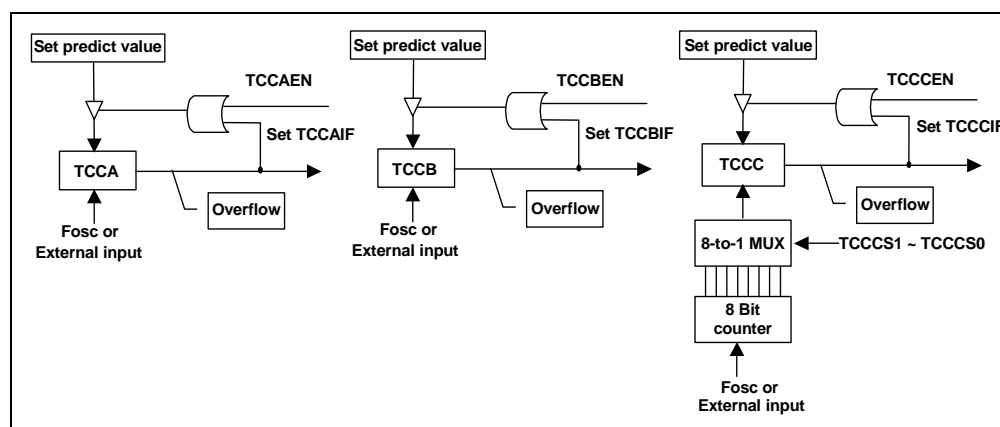 Set predict value
TCCAEN
Set TCCAIF
TCCA
Overflow
Fosc or
External input
Set predict value
TCCBEN
Set TCCBIF
TCCB
Overflow
Fosc or
External input
Set predict value
TCCCEN
Set TCCCIF
TCCC
Overflow
8-to-1 MUX
TCCCS1 ~ TCCCS0
8 Bit
counter
Fosc or
External input